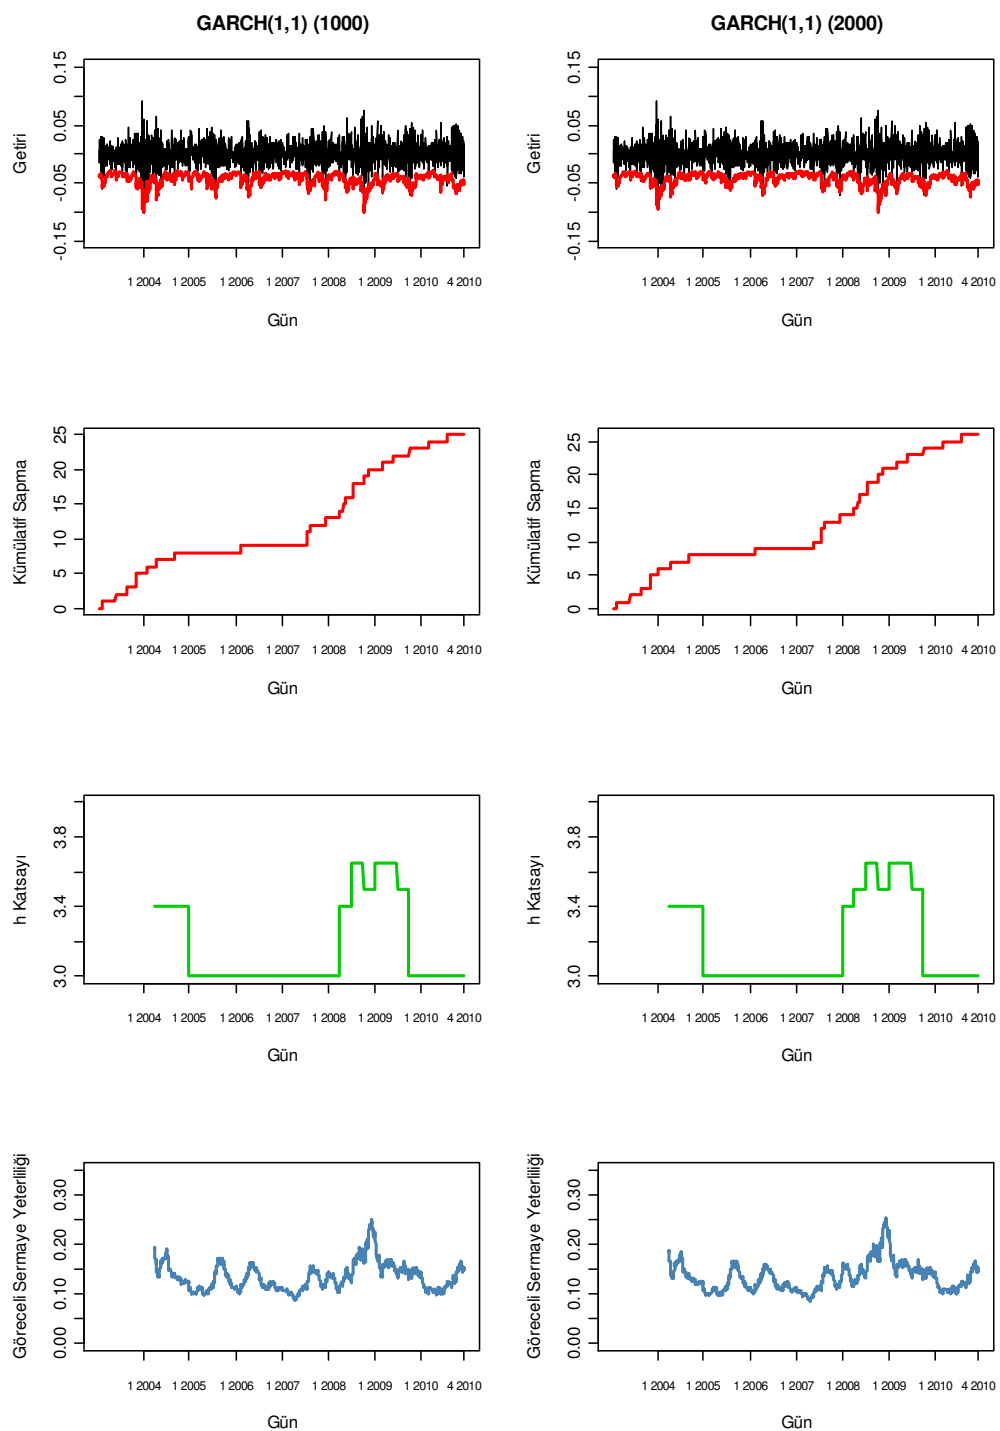 GARCH(1,1) (1000)
GARCH(1,1) (2000)
Getiri
0.15
0.05
-0.05
-0.15
1 2004 1 2005 1 2006 1 2007 1 2008 1 2009 1 2010 4 2010
Gün
Getiri
0.15
0.05
-0.05
-0.15
1 2004 1 2005 1 2006 1 2007 1 2008 1 2009 1 2010 4 2010
Gün
Kümülatif Sapma
25
20
15
10
5
0
1 2004 1 2005 1 2006 1 2007 1 2008 1 2009 1 2010 4 2010
Gün
Kümülatif Sapma
25
20
15
10
5
0
1 2004 1 2005 1 2006 1 2007 1 2008 1 2009 1 2010 4 2010
Gün
h Katsayı
3.8
3.4
3.0
1 2004 1 2005 1 2006 1 2007 1 2008 1 2009 1 2010 4 2010
Gün
h Katsayı
3.8
3.4
3.0
1 2004 1 2005 1 2006 1 2007 1 2008 1 2009 1 2010 4 2010
Gün
Göreceli Sermaye Yeterliliği
0.30
0.20
0.10
0.00
1 2004 1 2005 1 2006 1 2007 1 2008 1 2009 1 2010 4 2010
Gün
Göreceli Sermaye Yeterliliği
0.30
0.20
0.10
0.00
1 2004 1 2005 1 2006 1 2007 1 2008 1 2009 1 2010 4 2010
Gün